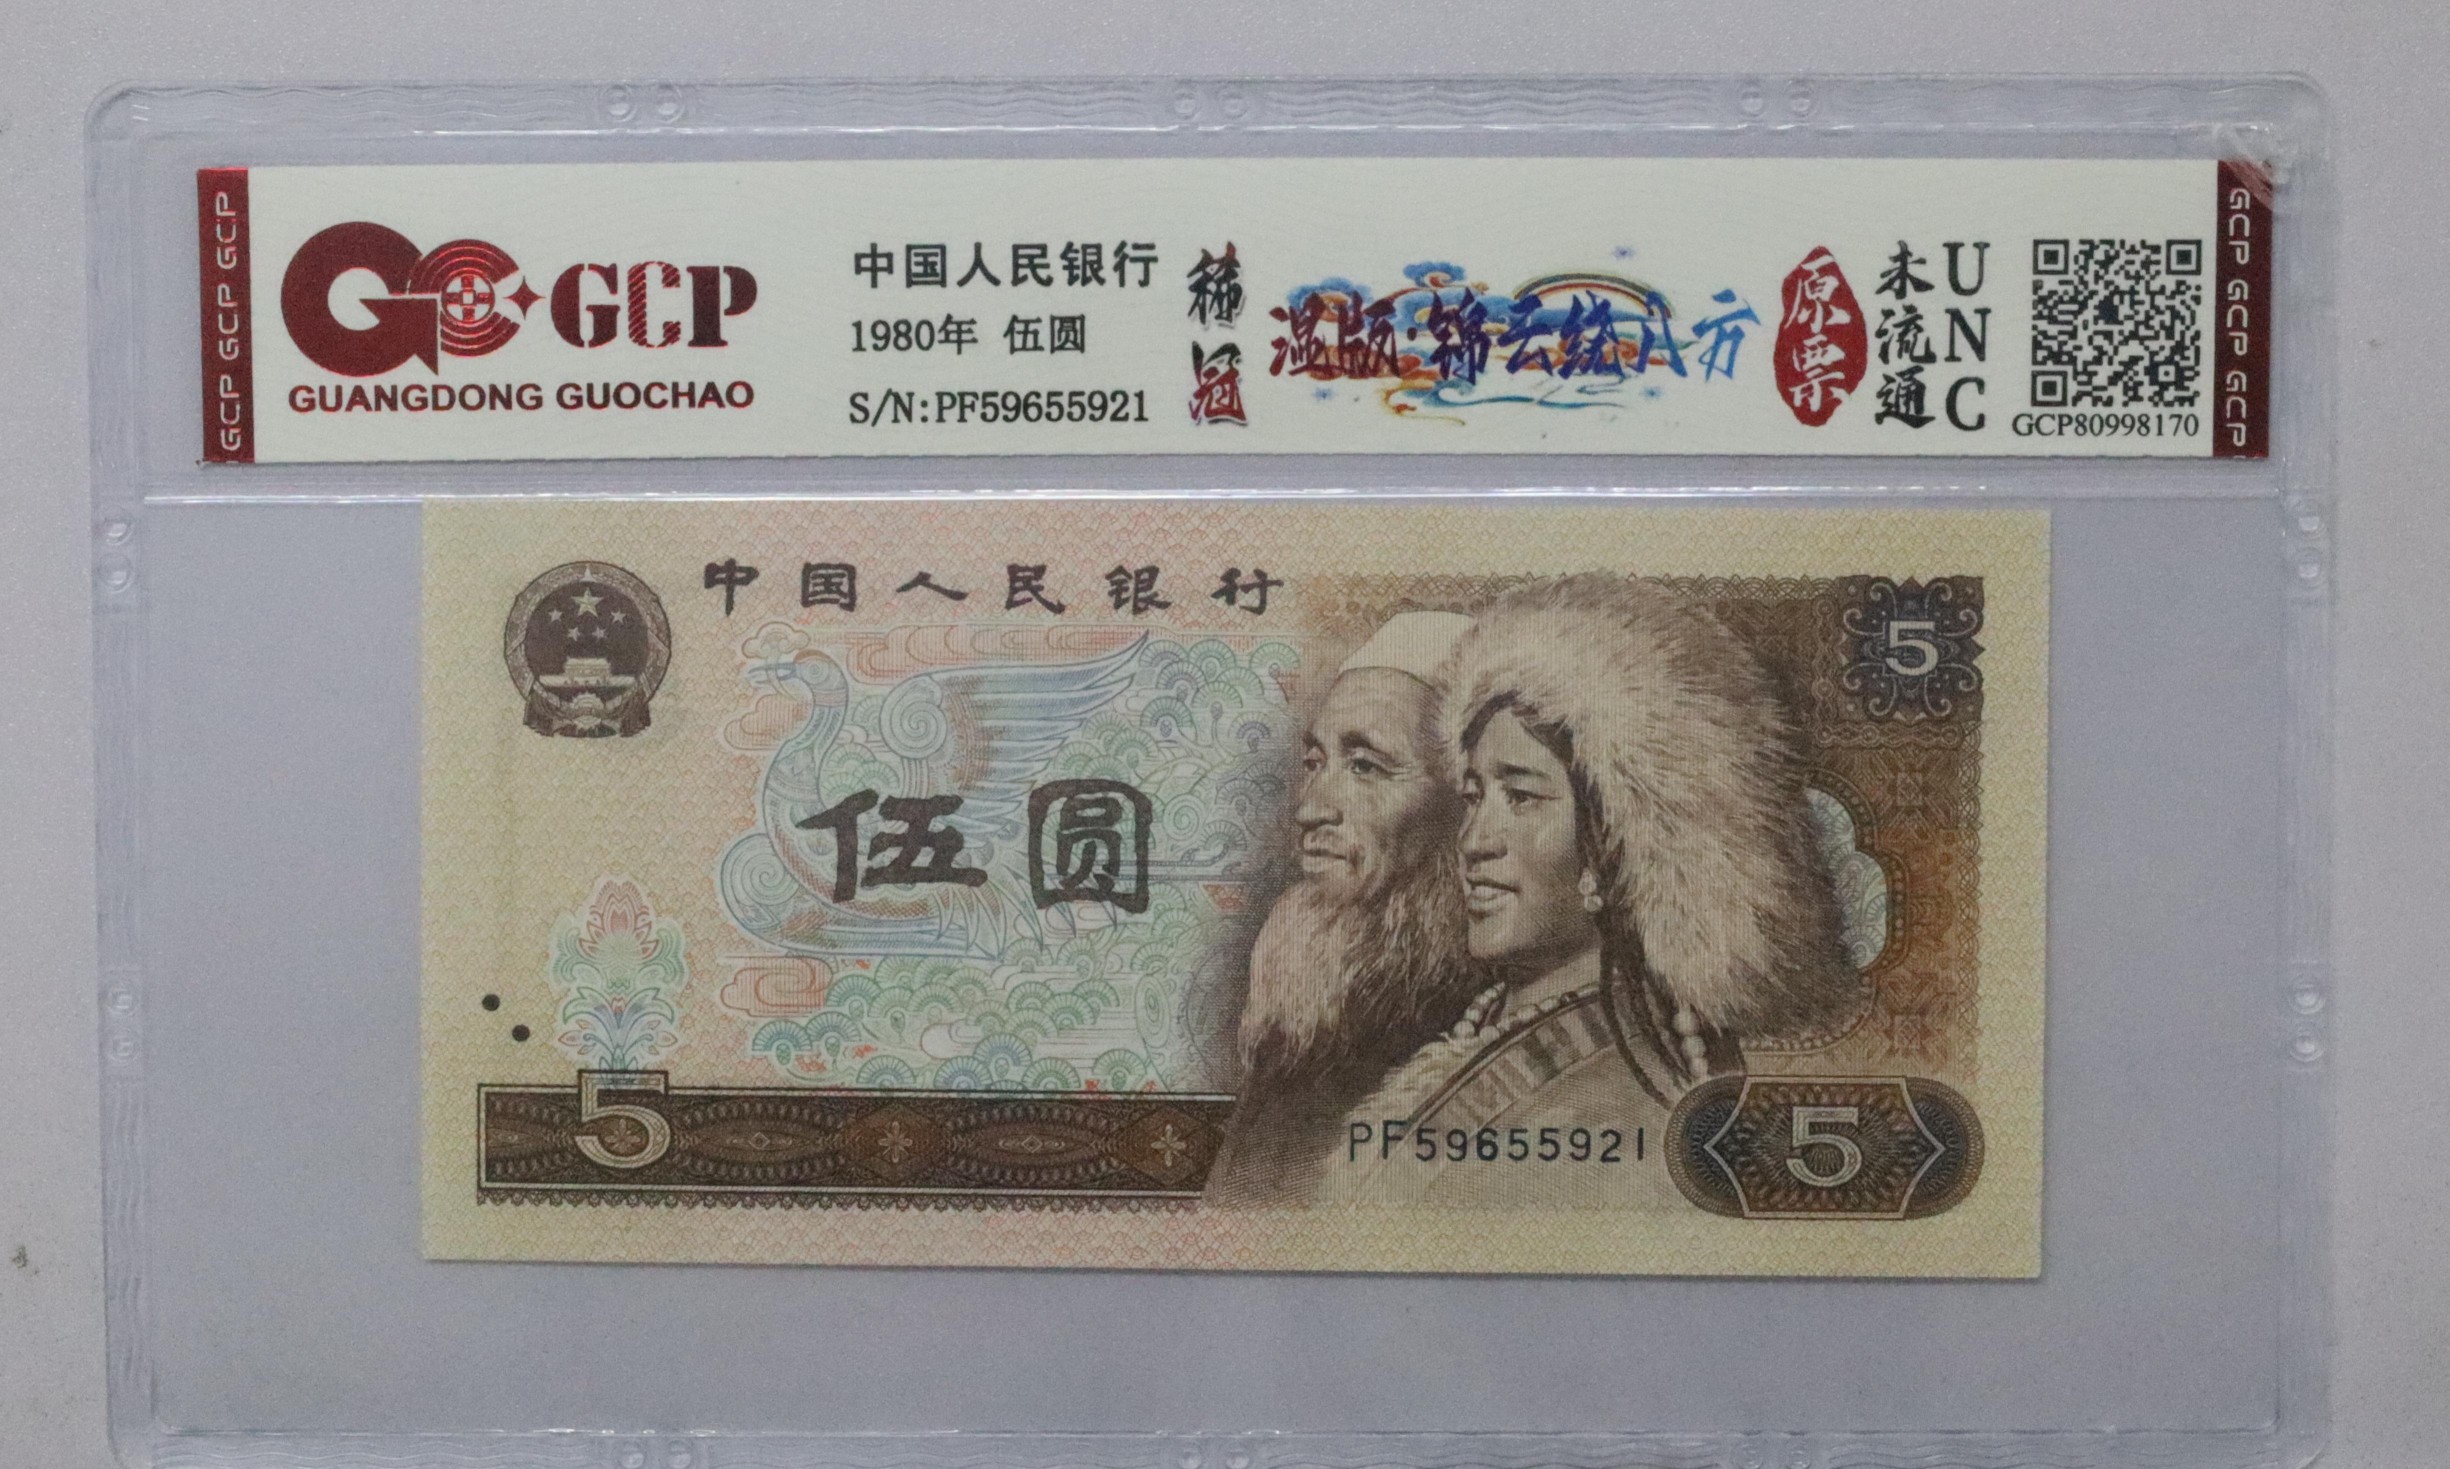 GCP GCP GCP
GCP
GUANGDONG GUOCHAO
中国人民银行
1980年 伍圆
S/N:PF59655921
稀冠
湿版·锦云绕八方
原票
未流通
UNC
GCP80998170
GCP GCP GCP
中国人民银行
5
伍圆
5
PF59655921
5